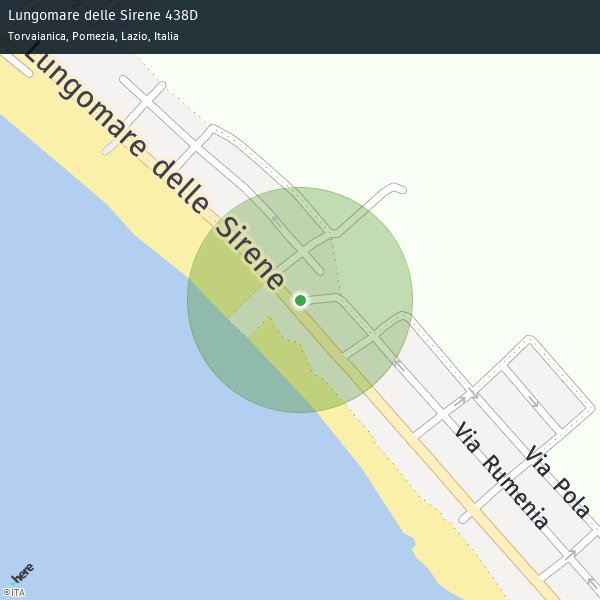 Lungomare delle Sirene 438D
Torvaianica, Pomezia, Lazio, Italia
Lungomare delle Sirene
Via Rumenia
Via Pola
here
©ITA